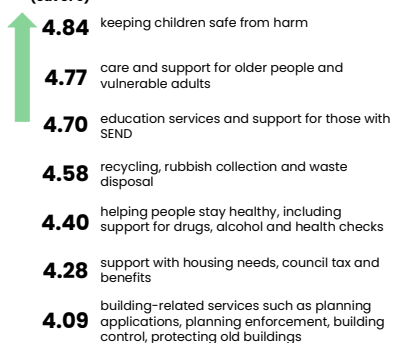 4.84 keeping children safe from harm
4.77 care and support for older people and
vulnerable adults
4.70 education services and support for those with
SEND
4.58 recycling, rubbish collection and waste
disposal
4.40 helping people stay healthy, including
support for drugs, alcohol and health checks
4.28 support with housing needs, council tax and
benefits
4.09 building-related services such as planning
applications, planning enforcement, building
control, protecting old buildings